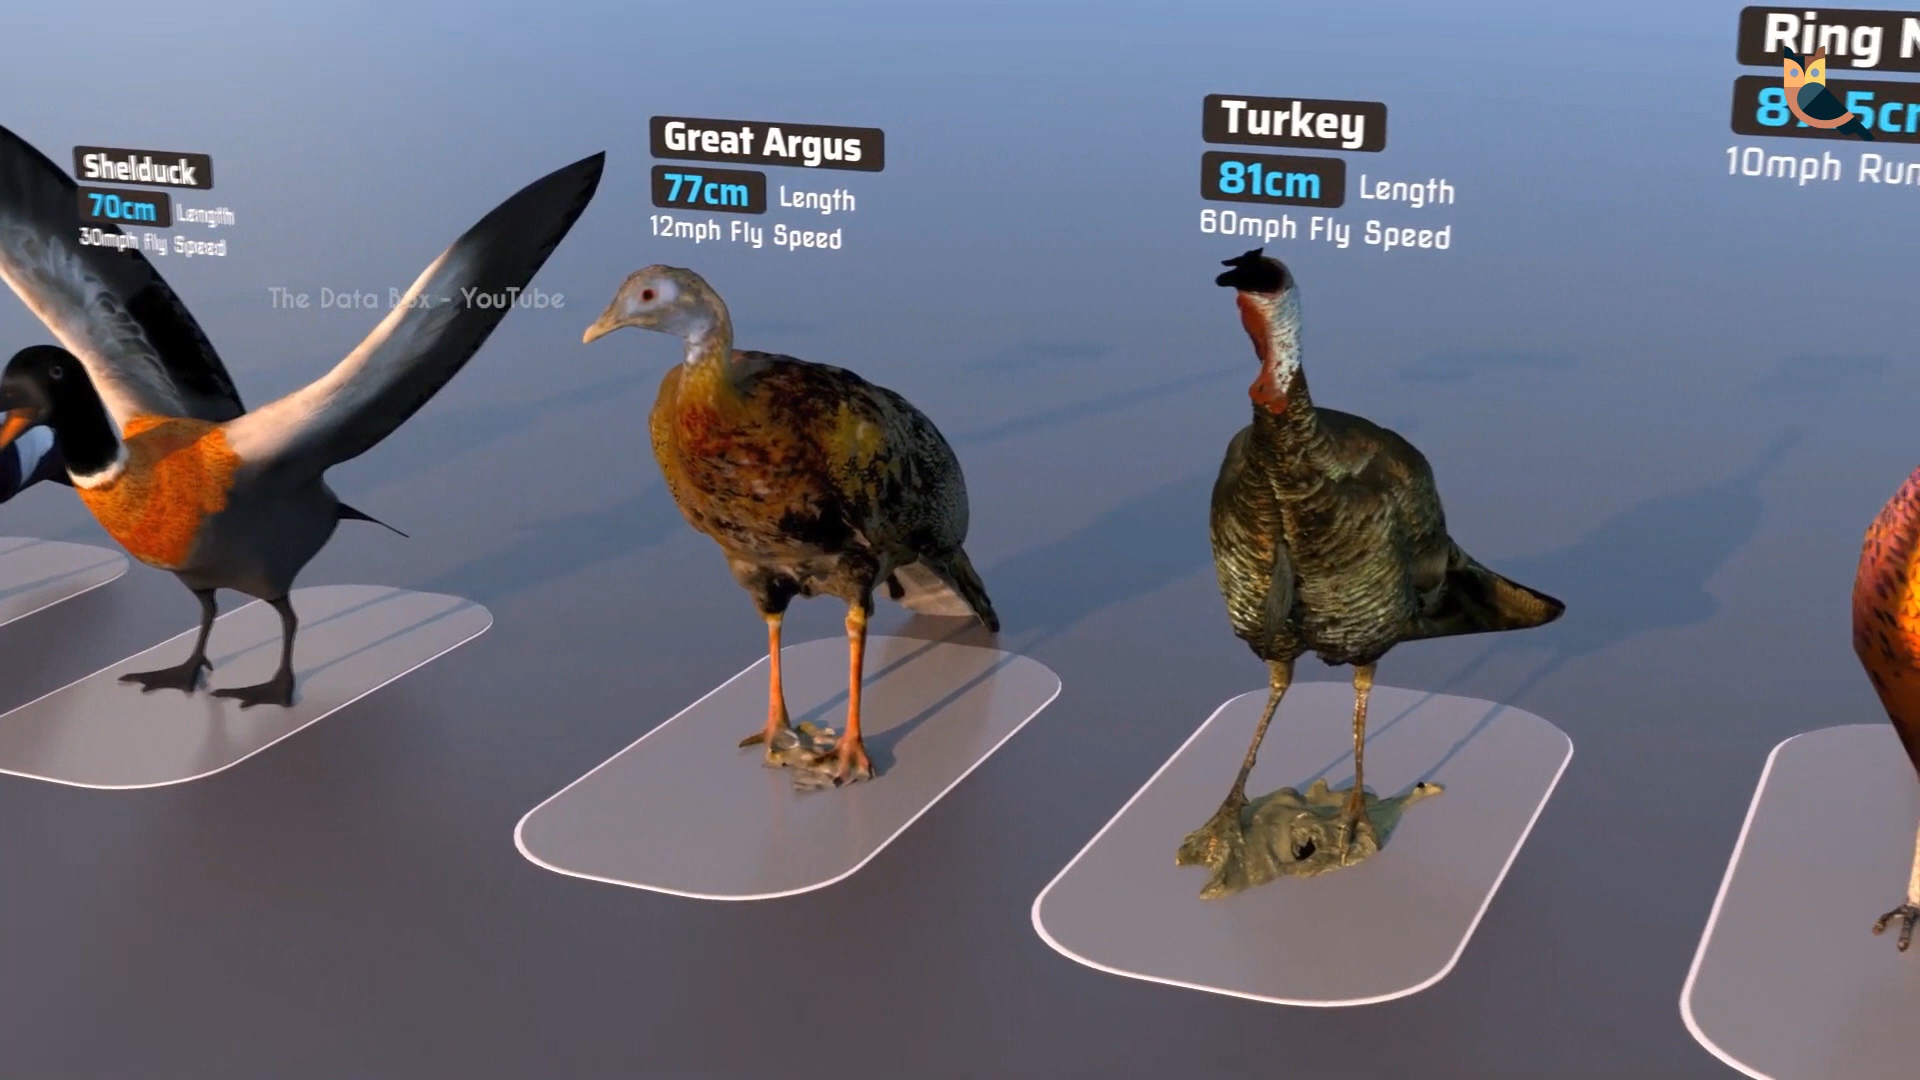 Shelduck
70cm Length
30mph Fly Speed
Great Argus
77cm Length
12mph Fly Speed
Turkey
81cm Length
60mph Fly Speed
Ring
10mph
The Data Box - YouTube